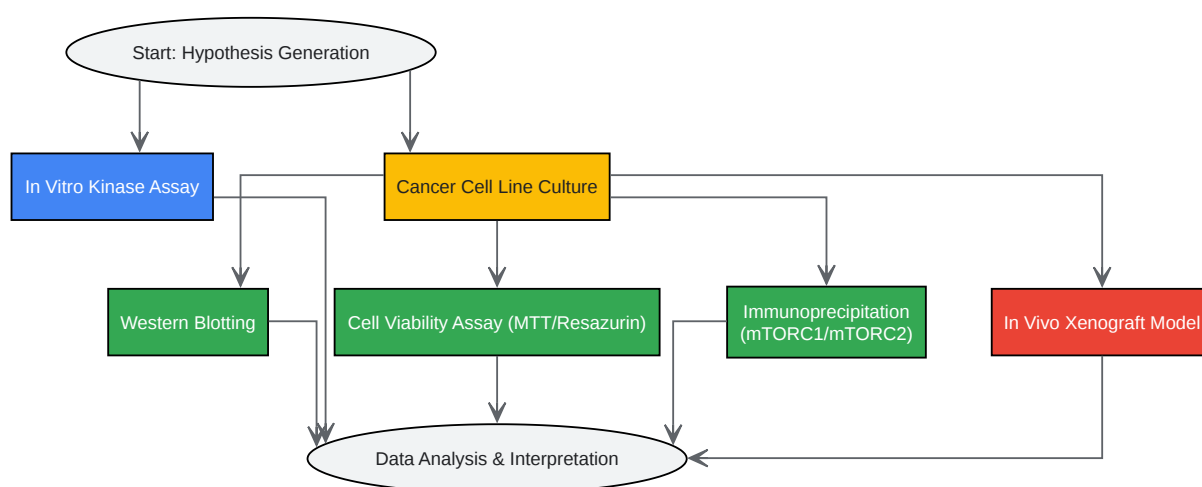 Start: Hypothesis Generation
In Vitro Kinase Assay
Cancer Cell Line Culture
Western Blotting
Cell Viability Assay (MTT/Resazurin)
Immunoprecipitation
(mTORC1/mTORC2)
In Vivo Xenograft Model
Data Analysis & Interpretation